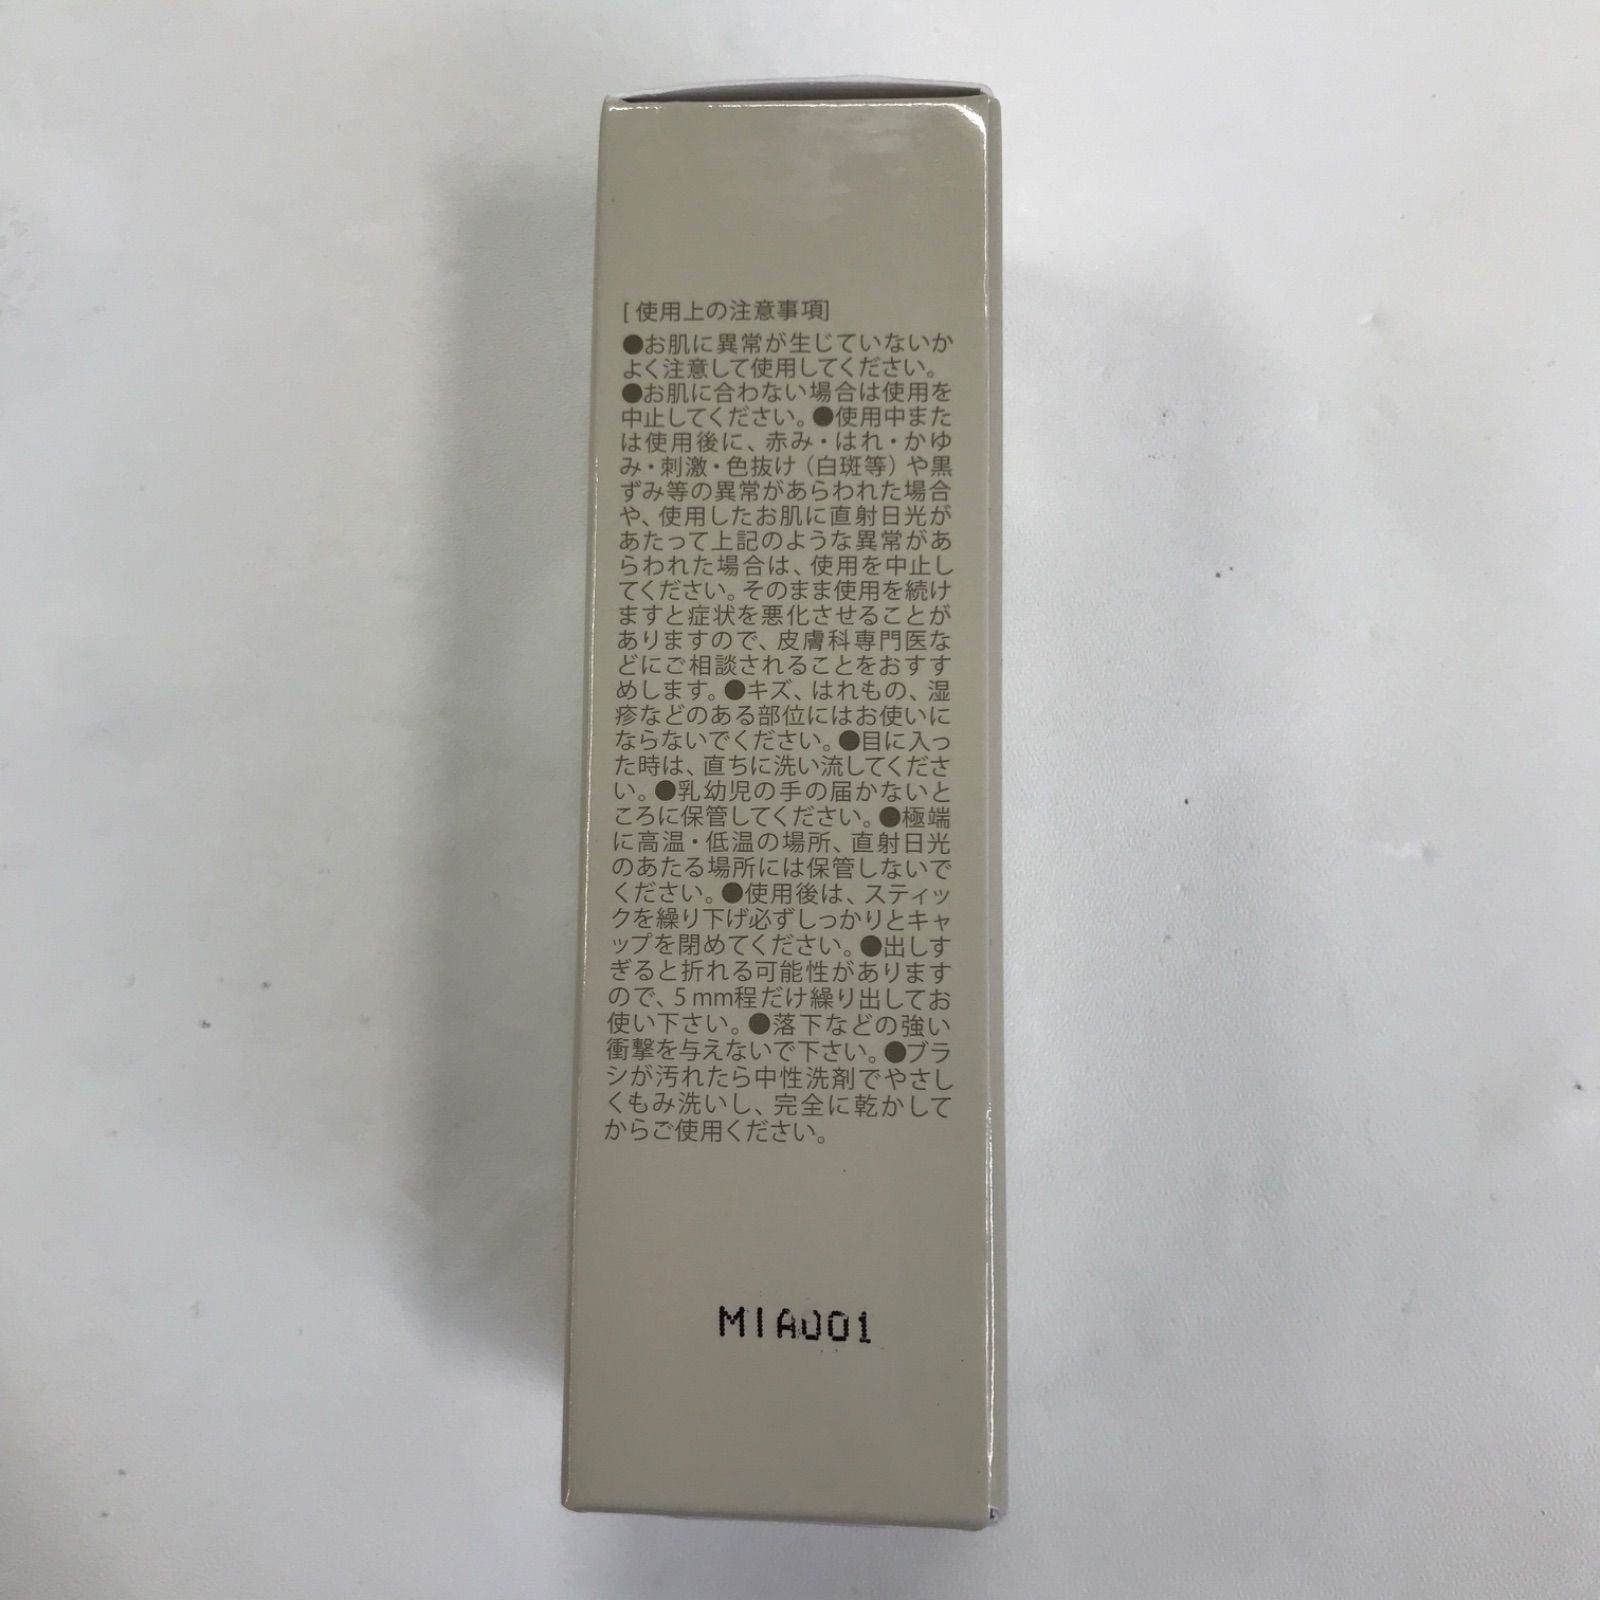 [ 使用上の注意事項]
●お肌に異常が生じていないか
よく注意して使用してください。
●お肌に合わない場合は使用を
中止してください。●使用中また
は使用後に、赤み・はれ・かゆ
み・刺激・色抜け（白斑等）や黒
ずみ等の異常があらわれた場合
や、使用したお肌に直射日光が
あたって上記のような異常があ
らわれた場合は、使用を中止し
てください。そのまま使用を続け
ますと症状を悪化させることが
ありますので、皮膚科専門医な
どにご相談されることをおすす
めします。●キズ、はれもの、湿
疹などのある部位にはお使いに
ならないでください。●目に入っ
た時は、直ちに洗い流してくださ
い。●乳幼児の手の届かないと
ころに保管してください。●極端
に高温・低温の場所、直射日光
のあたる場所には保管しないで
ください。●使用後は、スティッ
クを繰り下げ必ずしっかりとキャ
ップを閉めてください。●出しす
ぎると折れる可能性があります
ので、5 mm程だけ繰り出してお
使い下さい。●落下などの強い
衝撃を与えないで下さい。●ブラ
シが汚れたら中性洗剤でやさし
くもみ洗いし、完全に乾かして
からご使用ください。
MIA001